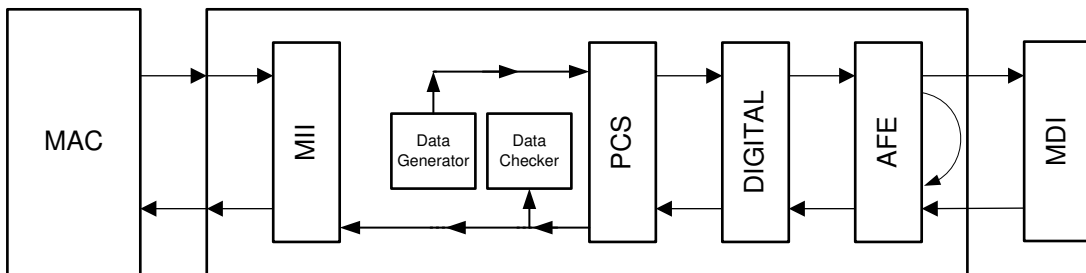 MAC
MII
Data
Generator
Data
Checker
PCS
DIGITAL
AFE
MDI